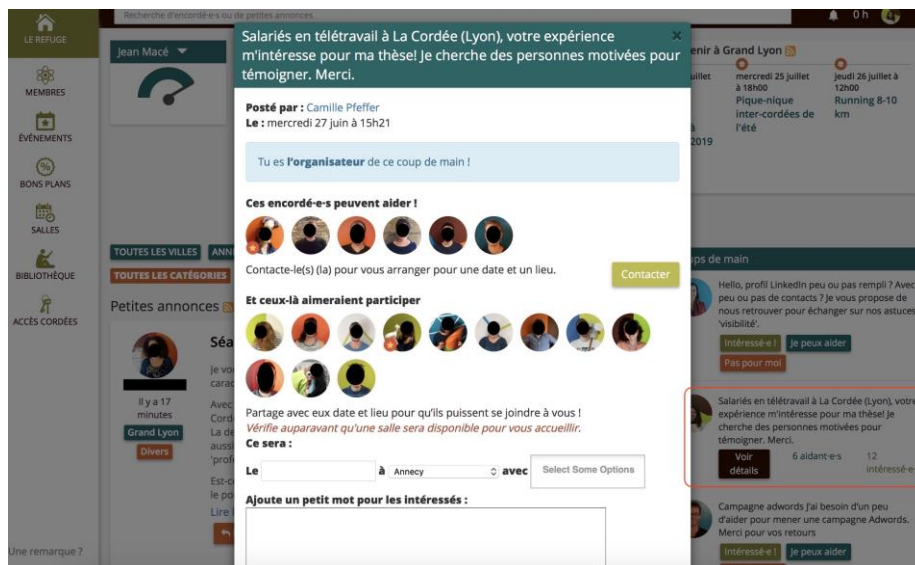 Recherche d'encordé·e·s ou de petites annonces
0 h
LE REFUGE
MEMBRES
ÉVÉNEMENTS
BONS PLANS
SALLES
BIBLIOTHÈQUE
ACCÈS CORDÉES
Une remarque ?
Jean Macé
TOUTES LES VILLES
TOUTES LES CATÉGORIES
Petites annonces
Il y a 17
minutes
Grand Lyon
Divers
Salariés en télétravail à La Cordée (Lyon), votre expérience
m'intéresse pour ma thèse! Je cherche des personnes motivées pour
témoigner. Merci.
×
Posté par : Camille Pfeffer
Le : mercredi 27 juin à 15h21
Tu es l'organisateur de ce coup de main !
Ces encordé·e·s peuvent aider !
Contacte-le(s) (la) pour vous arranger pour une date et un lieu.
Contacter
Et ceux-là aimeraient participer
Partage avec eux date et lieu pour qu'ils puissent se joindre à vous !
Vérifie auparavant qu'une salle sera disponible pour vous accueillir.
Ce sera :
Le à Annecy avec Select Some Options
Ajoute un petit mot pour les intéressés :
enir à Grand Lyon
mercredi 25 juillet
à 18h00
Pique-nique
inter-cordées de
l'été
jeudi 26 juillet à
12h00
Running 8-10
km
2019
ups de main
Hello, profil LinkedIn peu ou pas rempli ? Avec
peu ou pas de contacts ? Je vous propose de
nous retrouver pour échanger sur nos astuces
'visibilité'.
Intéressé·e ! Je peux aider
Pas pour moi
Salariés en télétravail à La Cordée (Lyon), votre
expérience m'intéresse pour ma thèse! Je
cherche des personnes motivées pour
témoigner. Merci.
Voir détails
6 aidant·e·s
12 intéressé·e
Campagne adwords J'ai besoin d'un peu
d'aider pour mener une campagne Adwords.
Merci pour vos retours
Intéressé·e ! Je peux aider